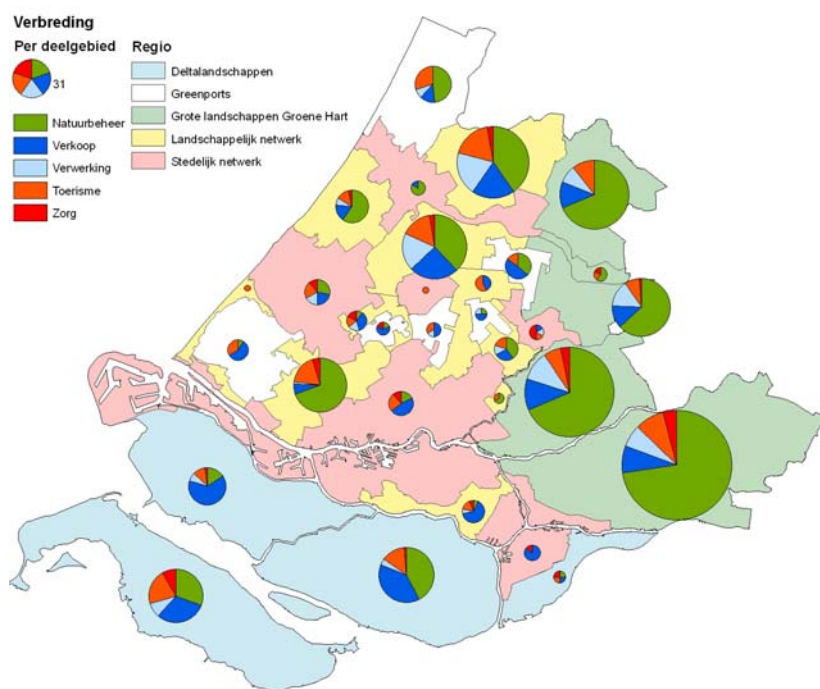 Verbreding
Per deelgebied
31
Natuurbeheer
Verkoop
Verwerking
Toerisme
Zorg
Regio
Deltalandschappen
Greenports
Grote landschappen Groene Hart
Landschappelijk netwerk
Stedelijk netwerk